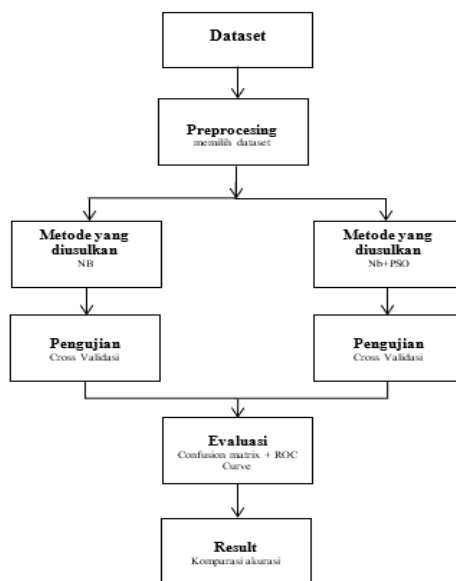 Dataset
Preprocesing
memilih dataset
Metode yang
diusulkan
NB
Metode yang
diusulkan
Nb+PSO
Pengujian
Cross Validasi
Pengujian
Cross Validasi
Evaluasi
Confusion matrix + ROC
Curve
Result
Komparasi akurasi